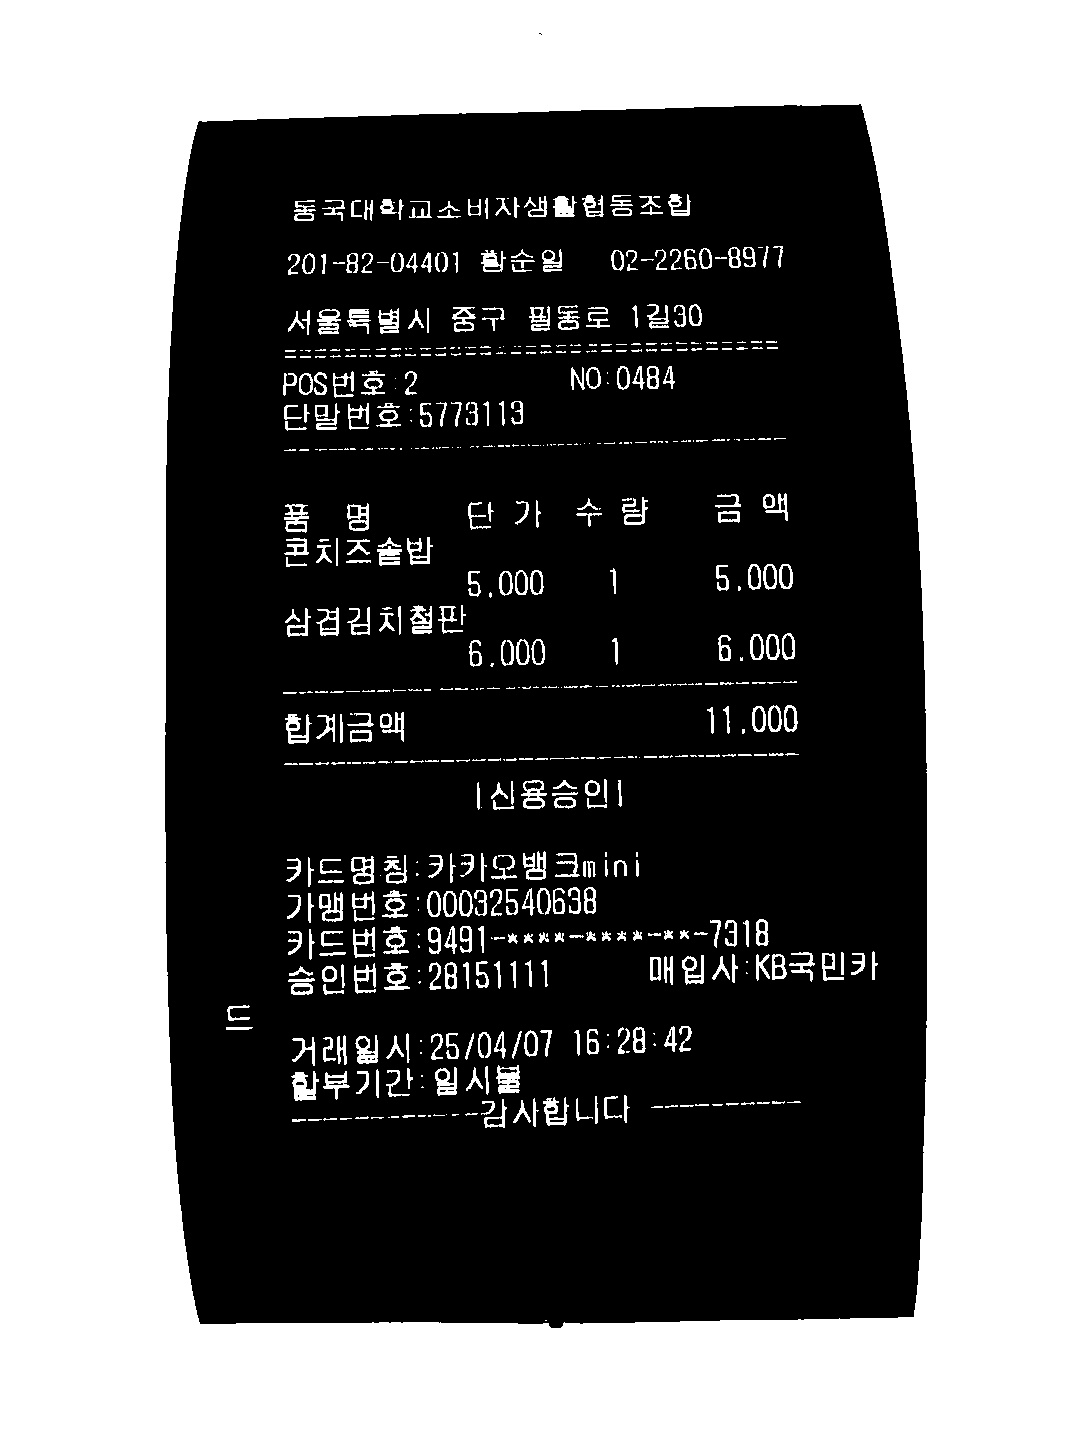 동국대학교소비자생활협동조합
201-82-04401 황순일 02-2260-8977
서울특별시 중구 필동로 1길30
================================
POS번호:2 NO:0484
단말번호:5773113
--------------------------------
품 명 단 가 수 량 금 액
콘치즈솥밥
5,000 1 5,000
삼겹김치철판
6,000 1 6,000
--------------------------------
합계금액 11,000
--------------------------------
|신용승인|
카드명칭:카카오뱅크mini
가맹번호:00032540638
카드번호:9491-****-****-**-7318
승인번호:28151111 매입사:KB국민카
드
거래일시:25/04/07 16:28:42
할부기간:일시불
------------감사합니다 ----------